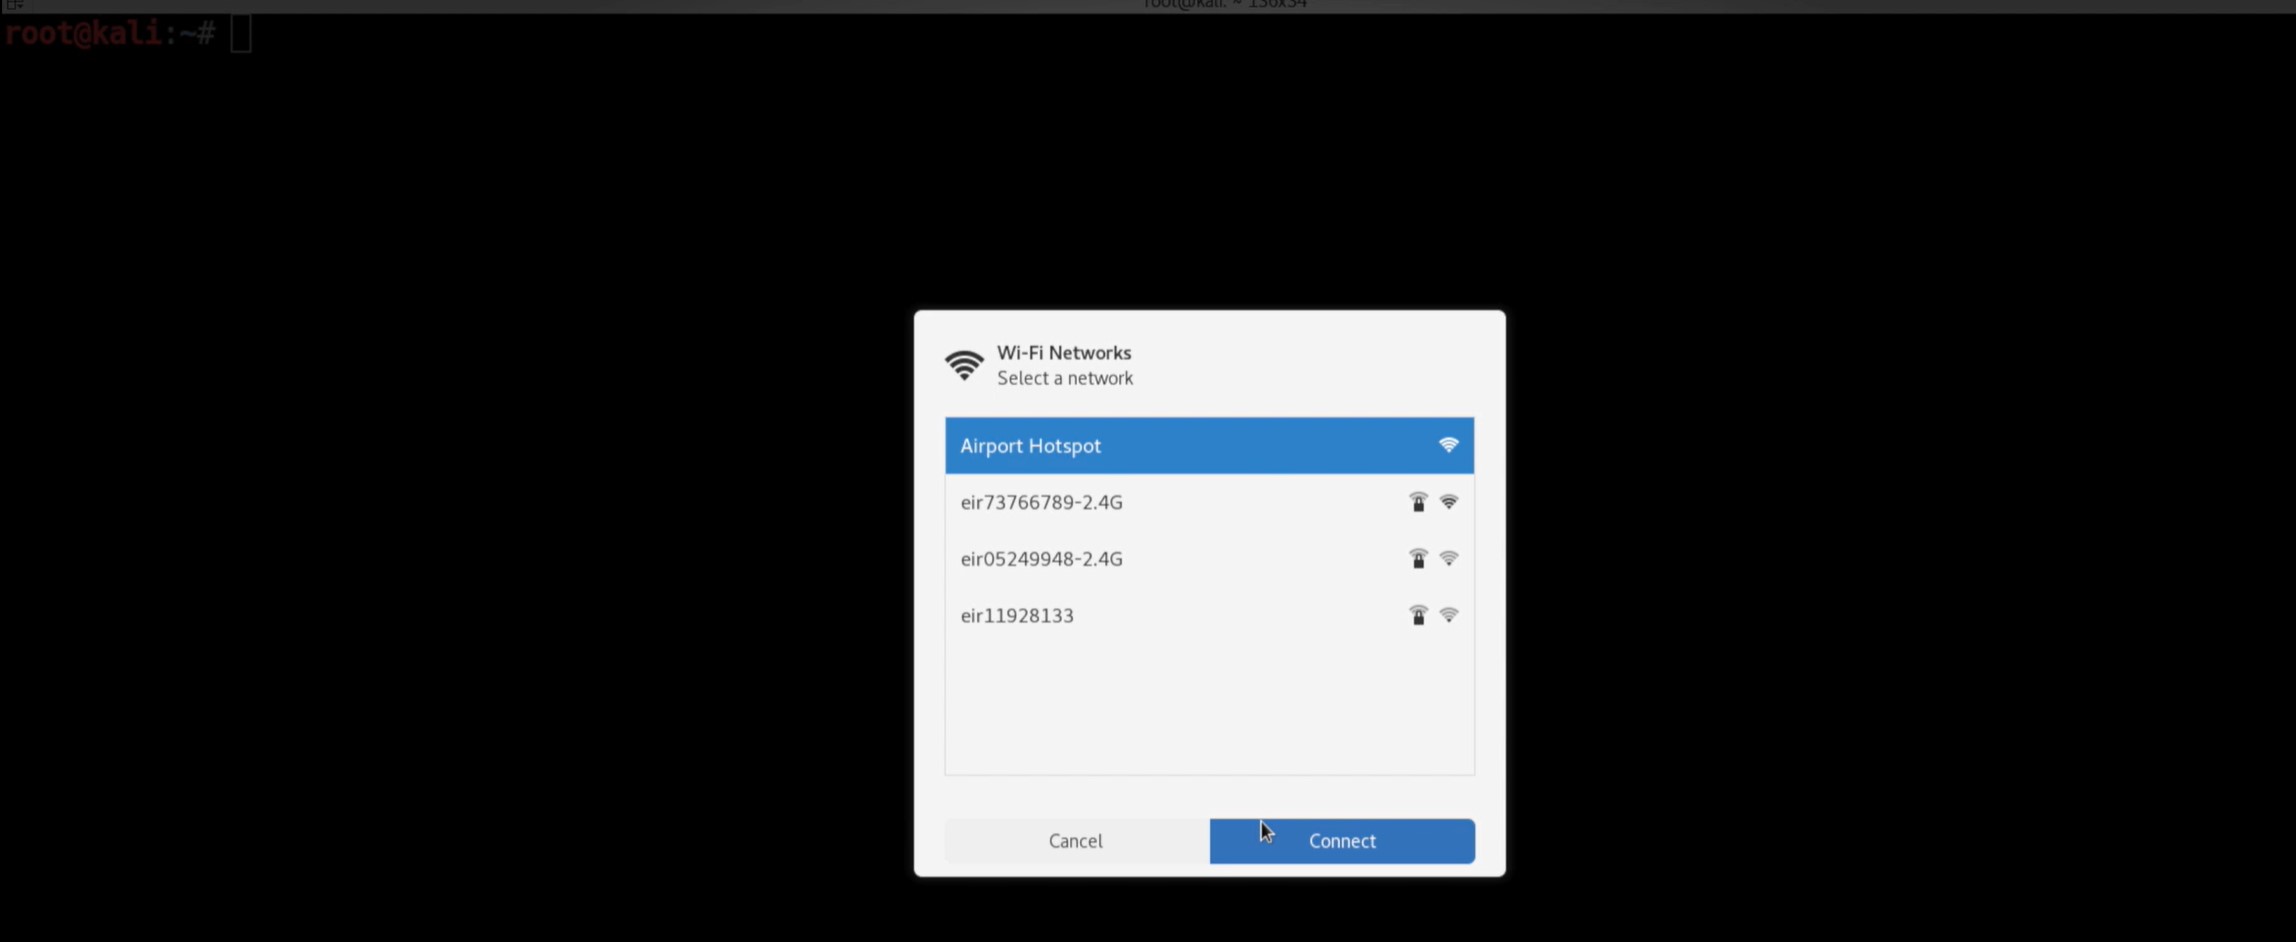 root@kali: ~ 136x34
root@kali:~#
Wi-Fi Networks
Select a network
Airport Hotspot
eir73766789-2.4G
eir05249948-2.4G
eir11928133
Cancel
Connect